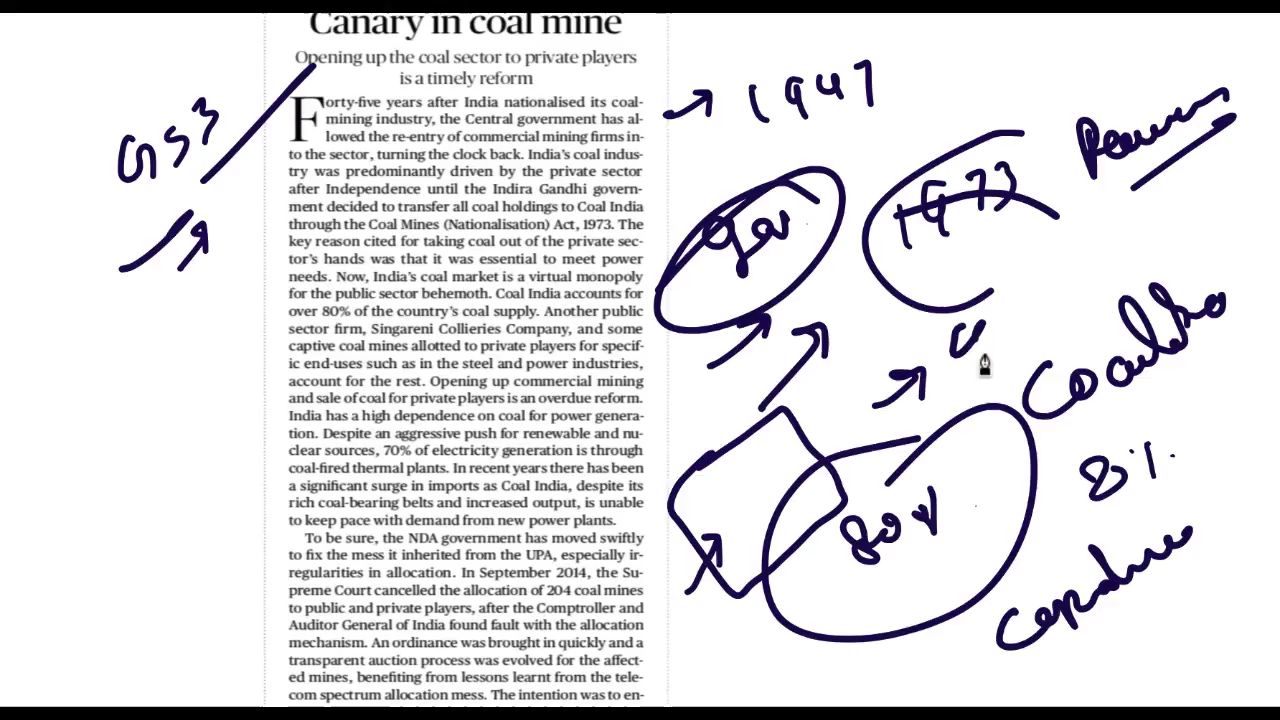 Canary in coal mine
Opening up the coal sector to private players
is a timely reform
Forty-five years after India nationalised its coal-
mining industry, the Central government has al-
lowed the re-entry of commercial mining firms in-
to the sector, turning the clock back. India's coal indus-
try was predominantly driven by the private sector
after Independence until the Indira Gandhi govern-
ment decided to transfer all coal holdings to Coal India
through the Coal Mines (Nationalisation) Act, 1973. The
key reason cited for taking coal out of the private sec-
tor's hands was that it was essential to meet power
needs. Now, India's coal market is a virtual monopoly
for the public sector behemoth. Coal India accounts for
over 80% of the country's coal supply. Another public
sector firm, Singareni Collieries Company, and some
captive coal mines allotted to private players for specif-
ic end-uses such as in the steel and power industries,
account for the rest. Opening up commercial mining
and sale of coal for private players is an overdue reform.
India has a high dependence on coal for power genera-
tion. Despite an aggressive push for renewable and nu-
clear sources, 70% of electricity generation is through
coal-fired thermal plants. In recent years there has been
a significant surge in imports as Coal India, despite its
rich coal-bearing belts and increased output, is unable
to keep pace with demand from new power plants.
To be sure, the NDA government has moved swiftly
to fix the mess it inherited from the UPA, especially ir-
regularities in allocation. In September 2014, the Su-
preme Court cancelled the allocation of 204 coal mines
to public and private players, after the Comptroller and
Auditor General of India found fault with the allocation
mechanism. An ordinance was brought in quickly and a
transparent auction process was evolved for the affect-
ed mines, benefiting from lessons learnt from the tele-
com spectrum allocation mess. The intention was to en-
GS3
1947
1973
Gov
8%